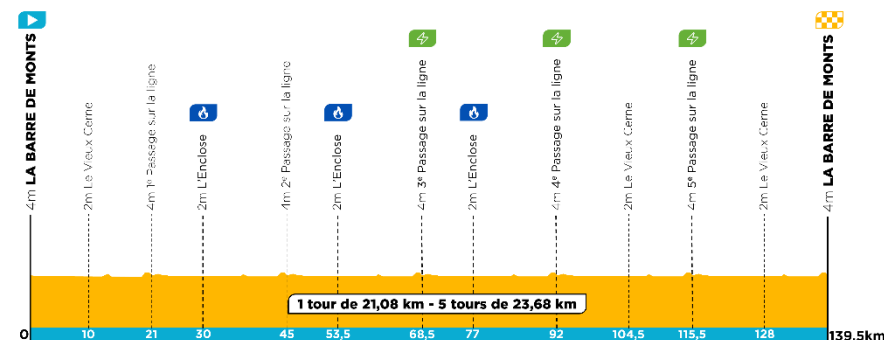 4m LA BARRE DE MONTS
2m Le Vieux Cerne
4m 1ᵉ Passage sur la ligne
2m L'Enclose
4m 2ᵉ Passage sur la ligne
2m L'Enclose
4m 3ᵉ Passage sur la ligne
2m L'Enclose
4m 4ᵉ Passage sur la ligne
2m Le Vieux Cerne
4m 5ᵉ Passage sur la ligne
2m Le Vieux Cerne
4m LA BARRE DE MONTS
1 tour de 21,08 km - 5 tours de 23,68 km
0 10 21 30 45 53,5 68,5 77 92 104,5 115,5 128 139,5km